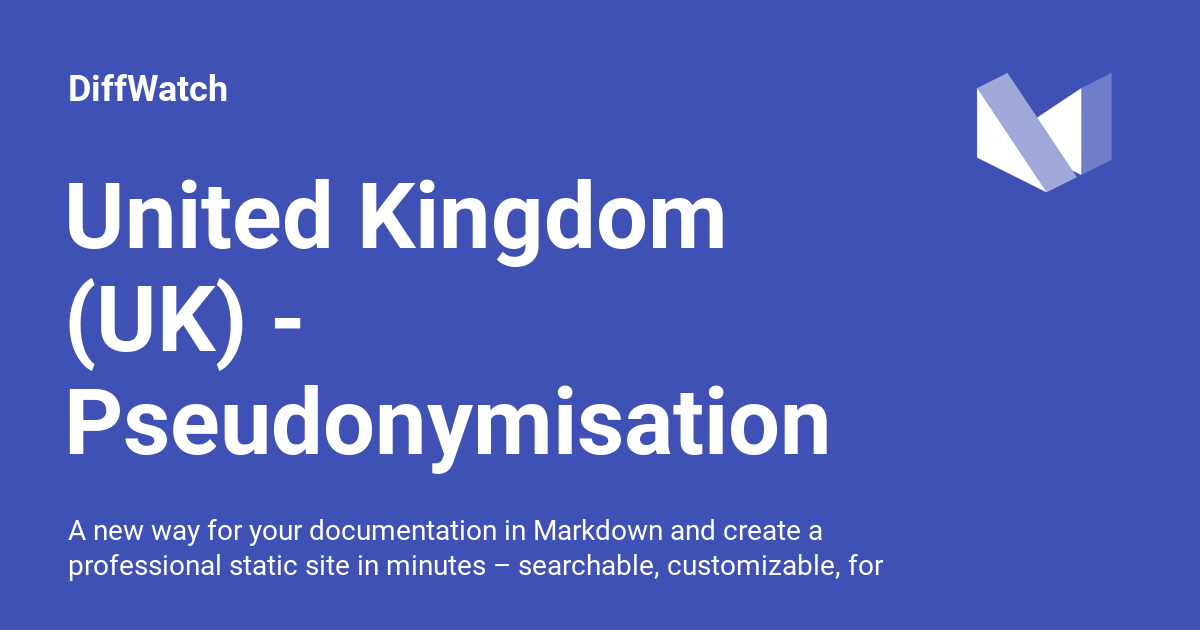 DiffWatch
United Kingdom
(UK) -
Pseudonymisation
A new way for your documentation in Markdown and create a
professional static site in minutes – searchable, customizable, for